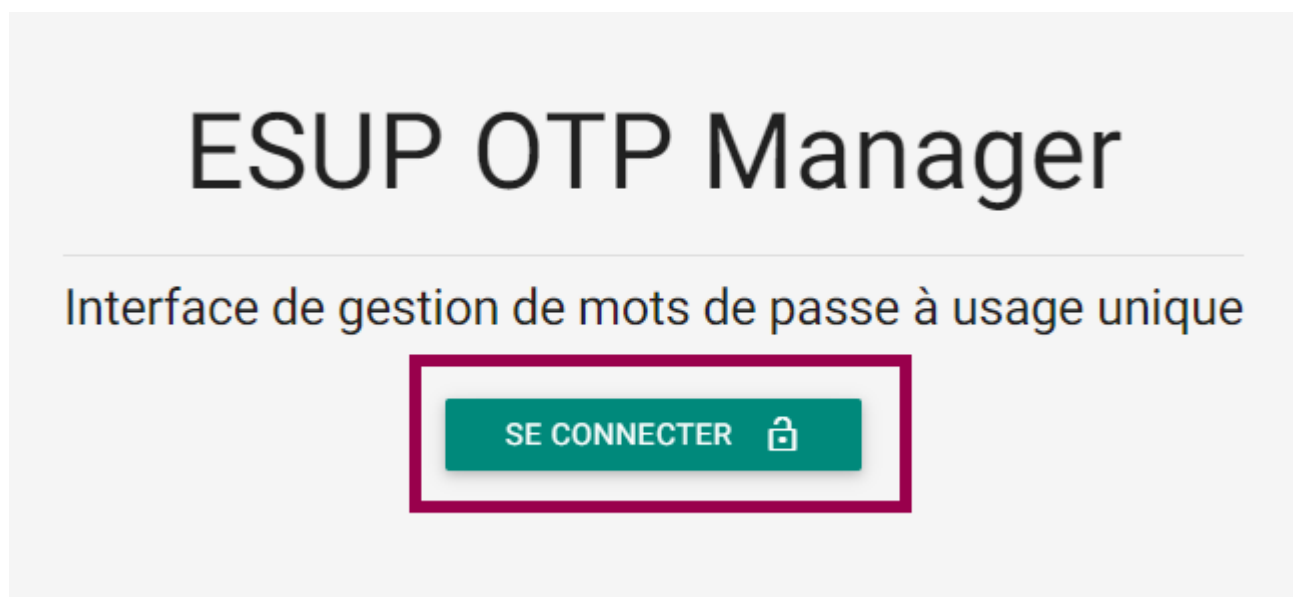 ESUP OTP Manager
Interface de gestion de mots de passe à usage unique
SE CONNECTER